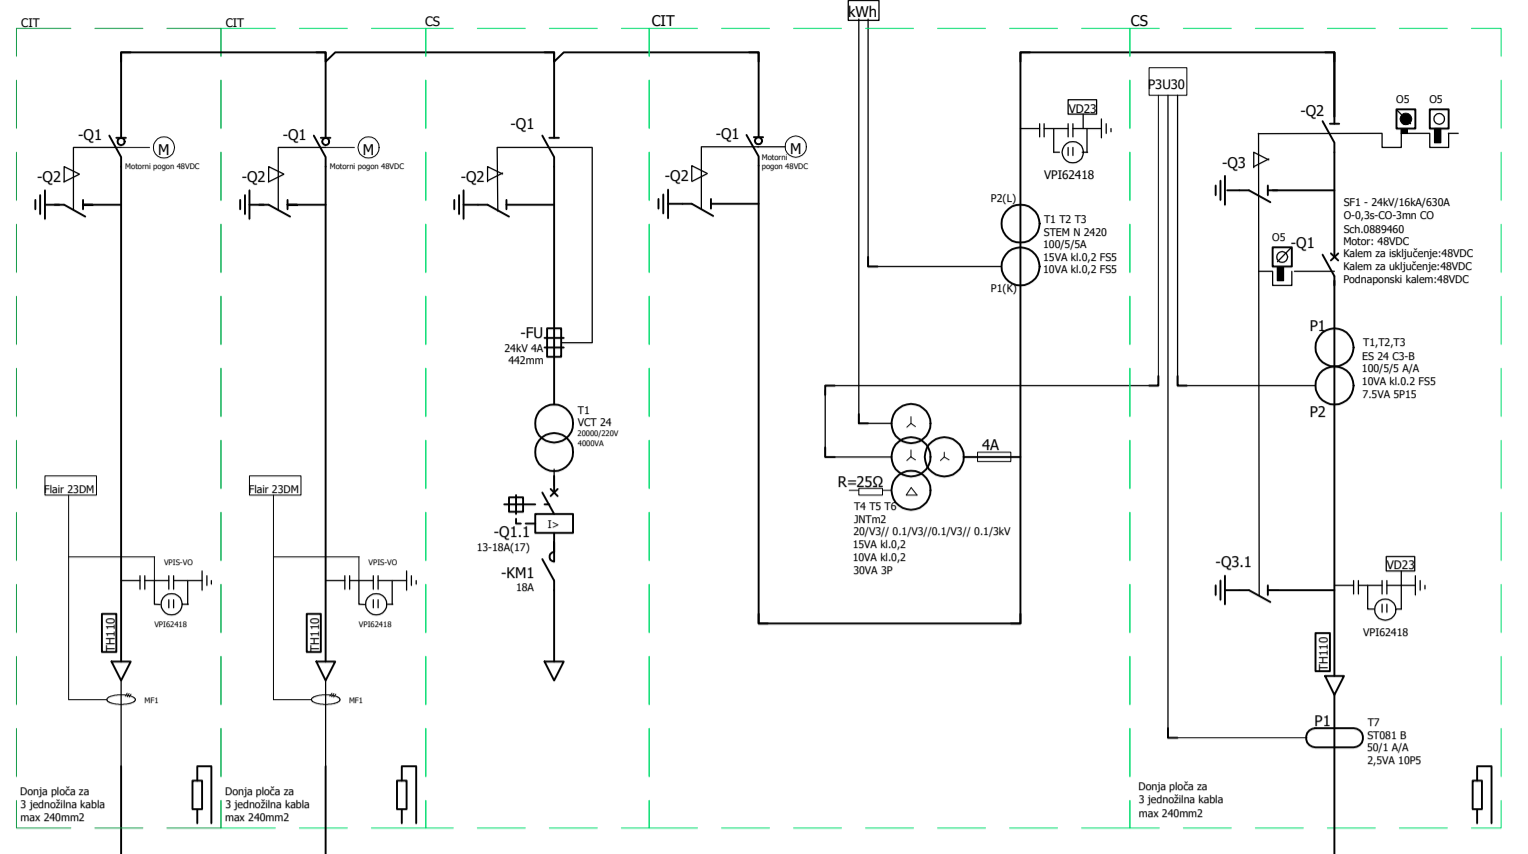 CIT
CIT
CS
CIT
kWh
CS
-Q1
M
Motorni pogon 48VDC
-Q2
Flair 23DM
VPIS-VO
VPI62418
TH110
MF1
Donja ploča za
3 jednožilna kabla
max 240mm2
-Q1
M
Motorni pogon 48VDC
-Q2
Flair 23DM
VPIS-VO
VPI62418
TH110
MF1
Donja ploča za
3 jednožilna kabla
max 240mm2
-Q1
-Q2
-FU
24kV 4A
442mm
T1
VCT 24
20000/220V
4000VA
I>
-Q1.1
13-18A(17)
-KM1
18A
-Q1
M
Motorni
pogon 48VDC
-Q2
VD23
VPI62418
P2(L)
T1 T2 T3
STEM N 2420
100/5/5A
15VA kl.0,2 FS5
10VA kl.0,2 FS5
P1(K)
4A
R=25Ω
T4 T5 T6
JNTm2
20/V3// 0.1/V3//0.1/V3// 0.1/3kV
15VA kl.0,2
10VA kl.0,2
30VA 3P
P3U30
-Q2
O5
O5
-Q3
SF1 - 24kV/16kA/630A
O-0,3s-CO-3mn CO
Sch.0889460
Motor: 48VDC
Kalem za isključenje:48VDC
Kalem za uključenje:48VDC
Podnaponski kalem:48VDC
O5
-Q1
P1
T1,T2,T3
ES 24 C3-B
100/5/5 A/A
10VA kl.0.2 FS5
7.5VA 5P15
P2
-Q3.1
VD23
VPI62418
TH110
P1
T7
ST081 B
50/1 A/A
2,5VA 10P5
Donja ploča za
3 jednožilna kabla
max 240mm2